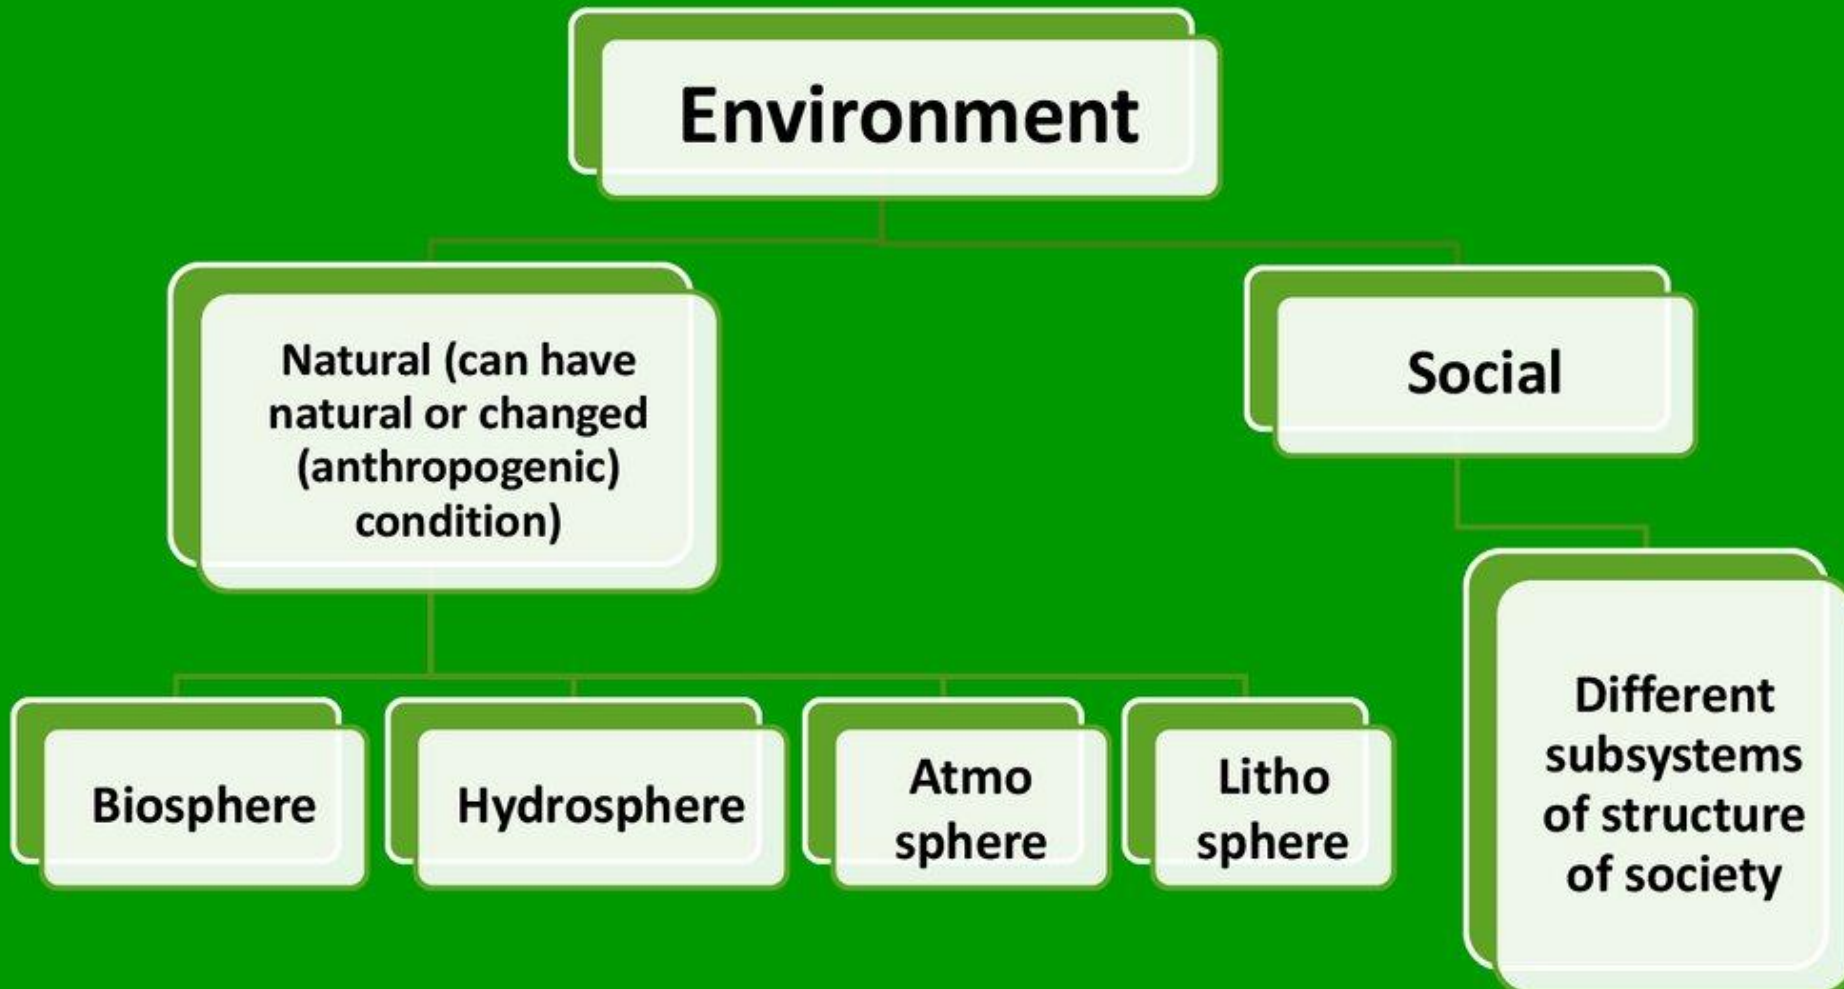 Environment
Natural (can have
natural or changed
(anthropogenic)
condition)
Social
Biosphere
Hydrosphere
Atmo
sphere
Litho
sphere
Different
subsystems
of structure
of society